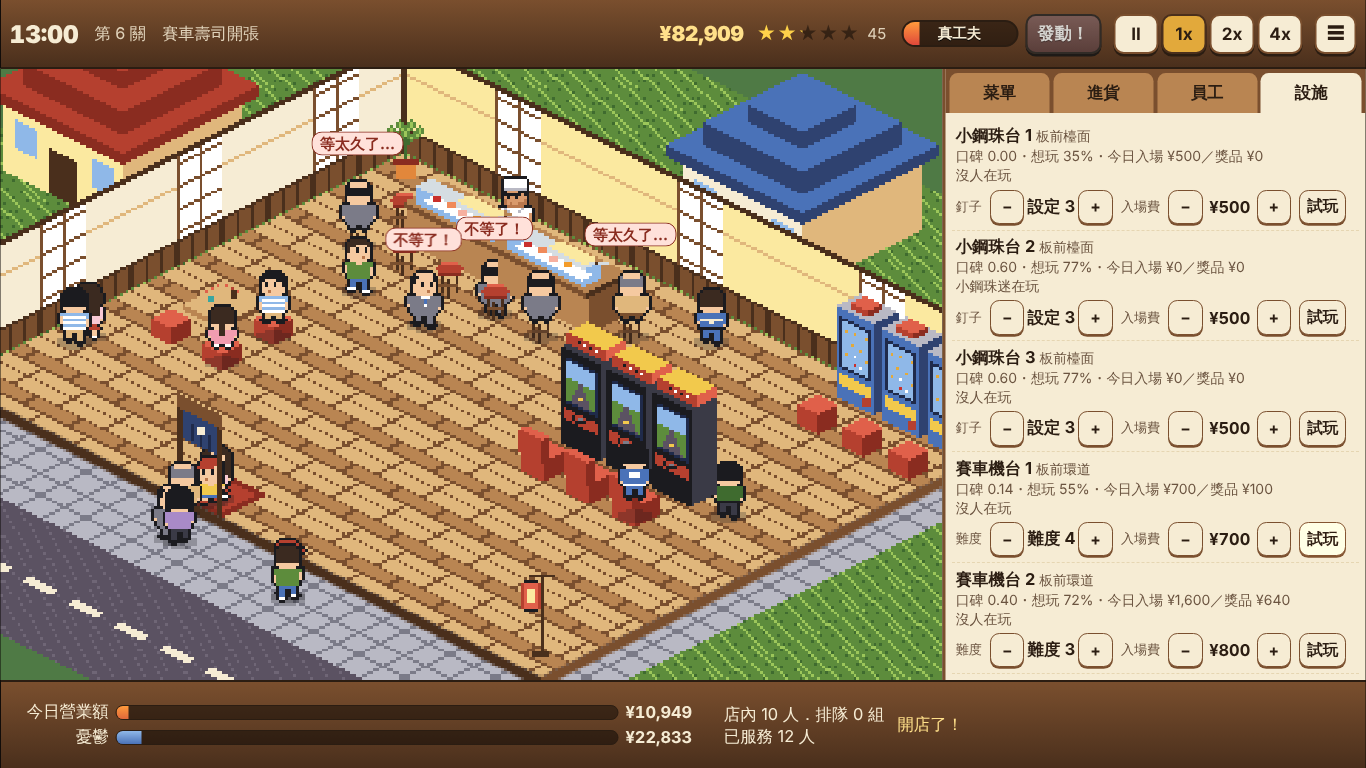 13:00 第 6 關 賽車壽司開張 ¥82,909 45 真工夫 發動！ II 1x 2x 4x
菜單 進貨 員工 設施
等太久了…
不等了！
不等了！
等太久了…
小鋼珠台 1 板前檯面
口碑 0.00・想玩 35%・今日入場 ¥500／獎品 ¥0
沒人在玩
釘子 − 設定 3 + 入場費 − ¥500 + 試玩
小鋼珠台 2 板前檯面
口碑 0.60・想玩 77%・今日入場 ¥0／獎品 ¥0
小鋼珠迷在玩
釘子 − 設定 3 + 入場費 − ¥500 + 試玩
小鋼珠台 3 板前檯面
口碑 0.60・想玩 77%・今日入場 ¥0／獎品 ¥0
沒人在玩
釘子 − 設定 3 + 入場費 − ¥500 + 試玩
賽車機台 1 板前環道
口碑 0.14・想玩 55%・今日入場 ¥700／獎品 ¥100
沒人在玩
難度 − 難度 4 + 入場費 − ¥700 + 試玩
賽車機台 2 板前環道
口碑 0.40・想玩 72%・今日入場 ¥1,600／獎品 ¥640
沒人在玩
難度 − 難度 3 + 入場費 − ¥800 + 試玩
今日營業額 ¥10,949
憂鬱 ¥22,833
店內 10 人．排隊 0 組
已服務 12 人
開店了！